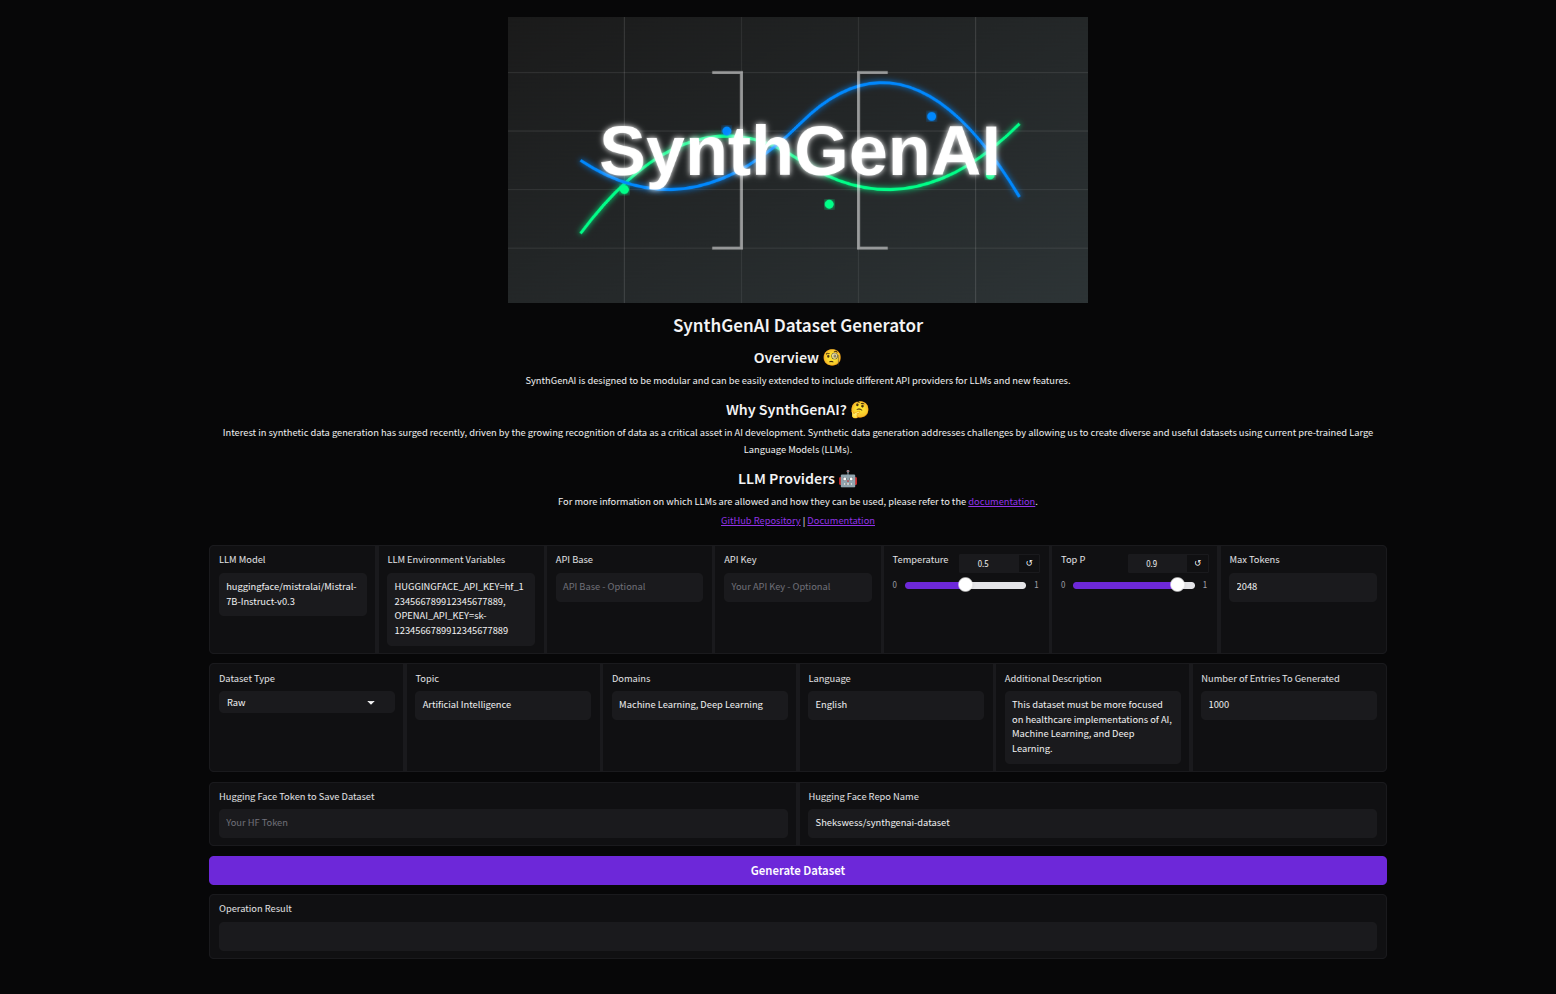 SynthGenAI
SynthGenAI Dataset Generator
Overview 🧐
SynthGenAI is designed to be modular and can be easily extended to include different API providers for LLMs and new features.
Why SynthGenAI? 🤔
Interest in synthetic data generation has surged recently, driven by the growing recognition of data as a critical asset in AI development. Synthetic data generation addresses challenges by allowing us to create diverse and useful datasets using current pre-trained Large
Language Models (LLMs).
LLM Providers 🤖
For more information on which LLMs are allowed and how they can be used, please refer to the documentation.
GitHub Repository | Documentation
LLM Model
huggingface/mistralai/Mistral-
7B-Instruct-v0.3
LLM Environment Variables
HUGGINGFACE_API_KEY=hf_1
234566789912345677889,
OPENAI_API_KEY=sk-
1234566789912345677889
API Base
API Base - Optional
API Key
Your API Key - Optional
Temperature
0.5
↺
0
1
Top P
0.9
↺
0
1
Max Tokens
2048
Dataset Type
Raw
Topic
Artificial Intelligence
Domains
Machine Learning, Deep Learning
Language
English
Additional Description
This dataset must be more focused
on healthcare implementations of AI,
Machine Learning, and Deep
Learning.
Number of Entries To Generated
1000
Hugging Face Token to Save Dataset
Your HF Token
Hugging Face Repo Name
Shekswess/synthgenai-dataset
Generate Dataset
Operation Result